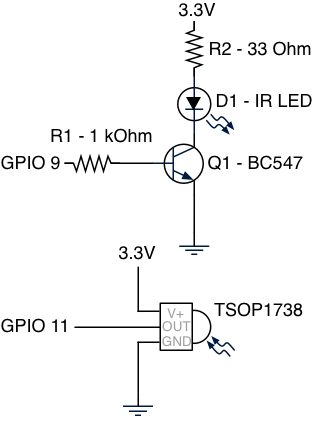 3.3V
R2 - 33 Ohm
D1 - IR LED
R1 - 1 kOhm
GPIO 9
Q1 - BC547
3.3V
TSOP1738
V+
GPIO 11
OUT
GND